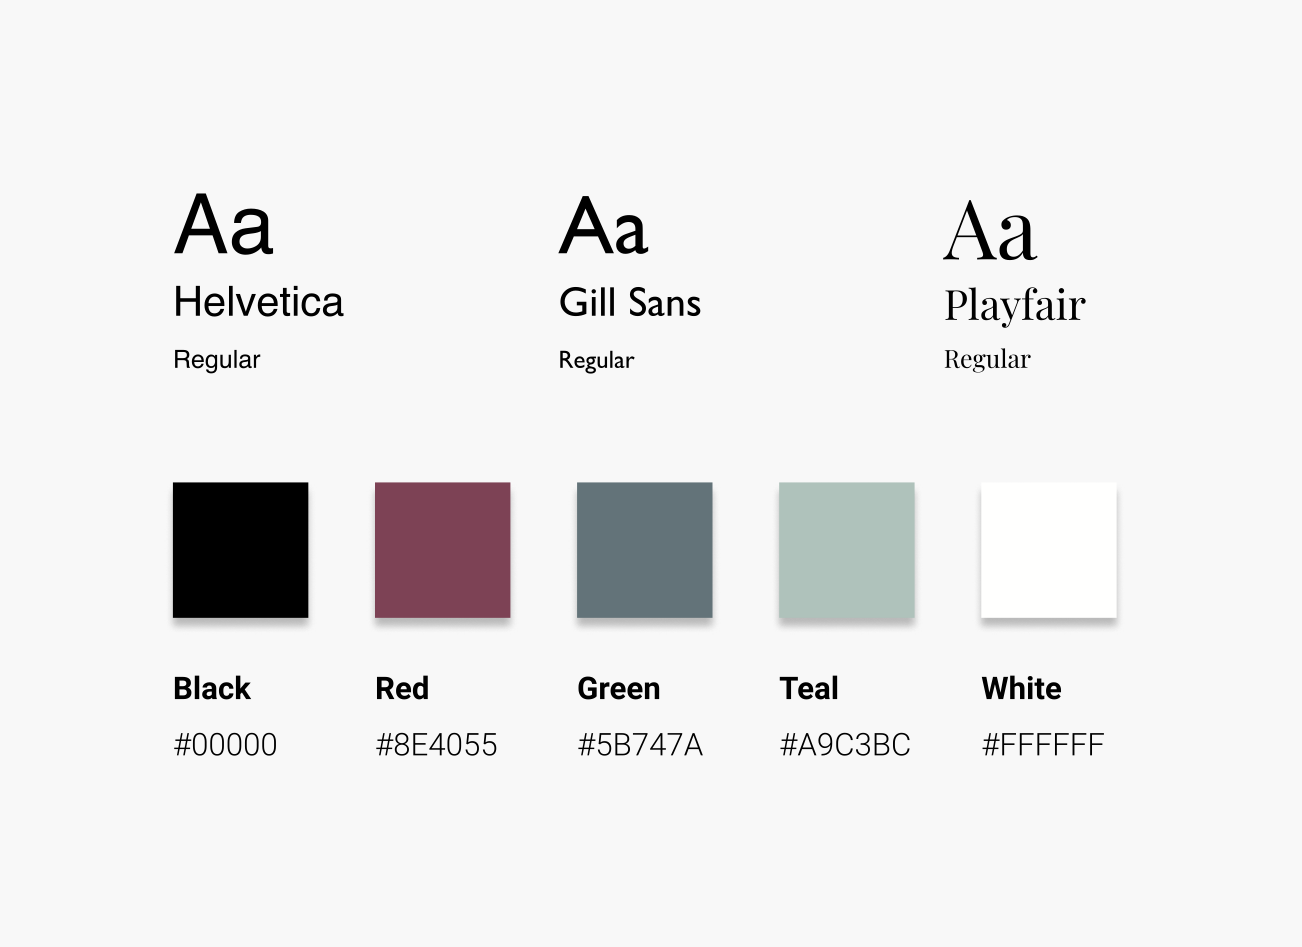 Aa
Helvetica
Regular
Aa
Gill Sans
Regular
Aa
Playfair
Regular
Black
#00000
Red
#8E4055
Green
#5B747A
Teal
#A9C3BC
White
#FFFFFF